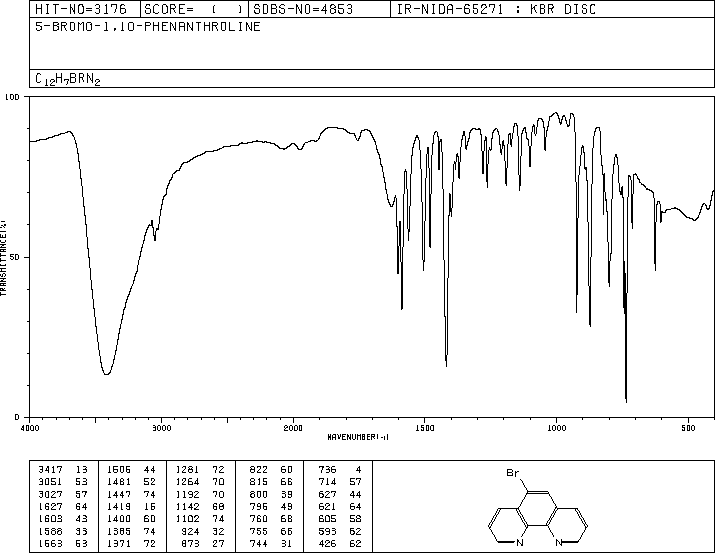 HIT-NO=3176 SCORE= ( ) SDBS-NO=4853 IR-NIDA-65271 : KBR DISC
5-BROMO-1,10-PHENANTHROLINE
C12H7BRN2
100
50
0
TRANSMITTANCE(%)
4000 3000 2000 1500 1000 500
WAVENUMBER(-1)
3417 13 1506 44 1281 72 822 60 736 4
3051 53 1481 52 1264 70 815 66 714 57
3027 57 1447 74 1192 70 800 39 627 44
1627 64 1419 15 1142 68 796 49 621 64
1603 43 1400 60 1102 74 760 68 605 58
1588 33 1385 74 924 32 755 66 593 62
1563 63 1371 72 873 27 744 31 426 62
Br
N N